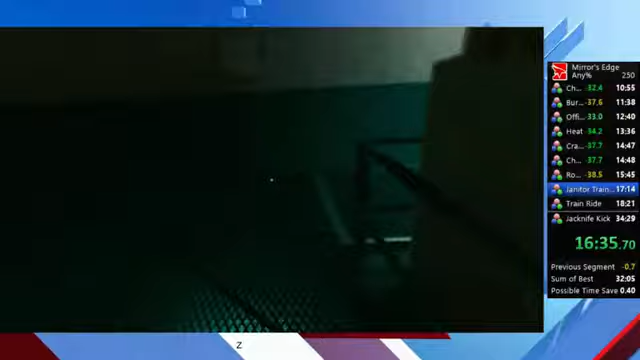 Mirror's Edge
Any% 250
Ch... -32.4 10:55
Bur... -37.6 11:38
Offi... -33.0 12:40
Heat -34.2 13:36
Cra... -37.7 14:47
Ch... -37.7 14:48
Ro... -38.5 15:45
Janitor Train... 17:14
Train Ride 18:21
Jacknife Kick 34:29
16:35.70
Previous Segment -0.7
Sum of Best 32:05
Possible Time Save 0.40
Z